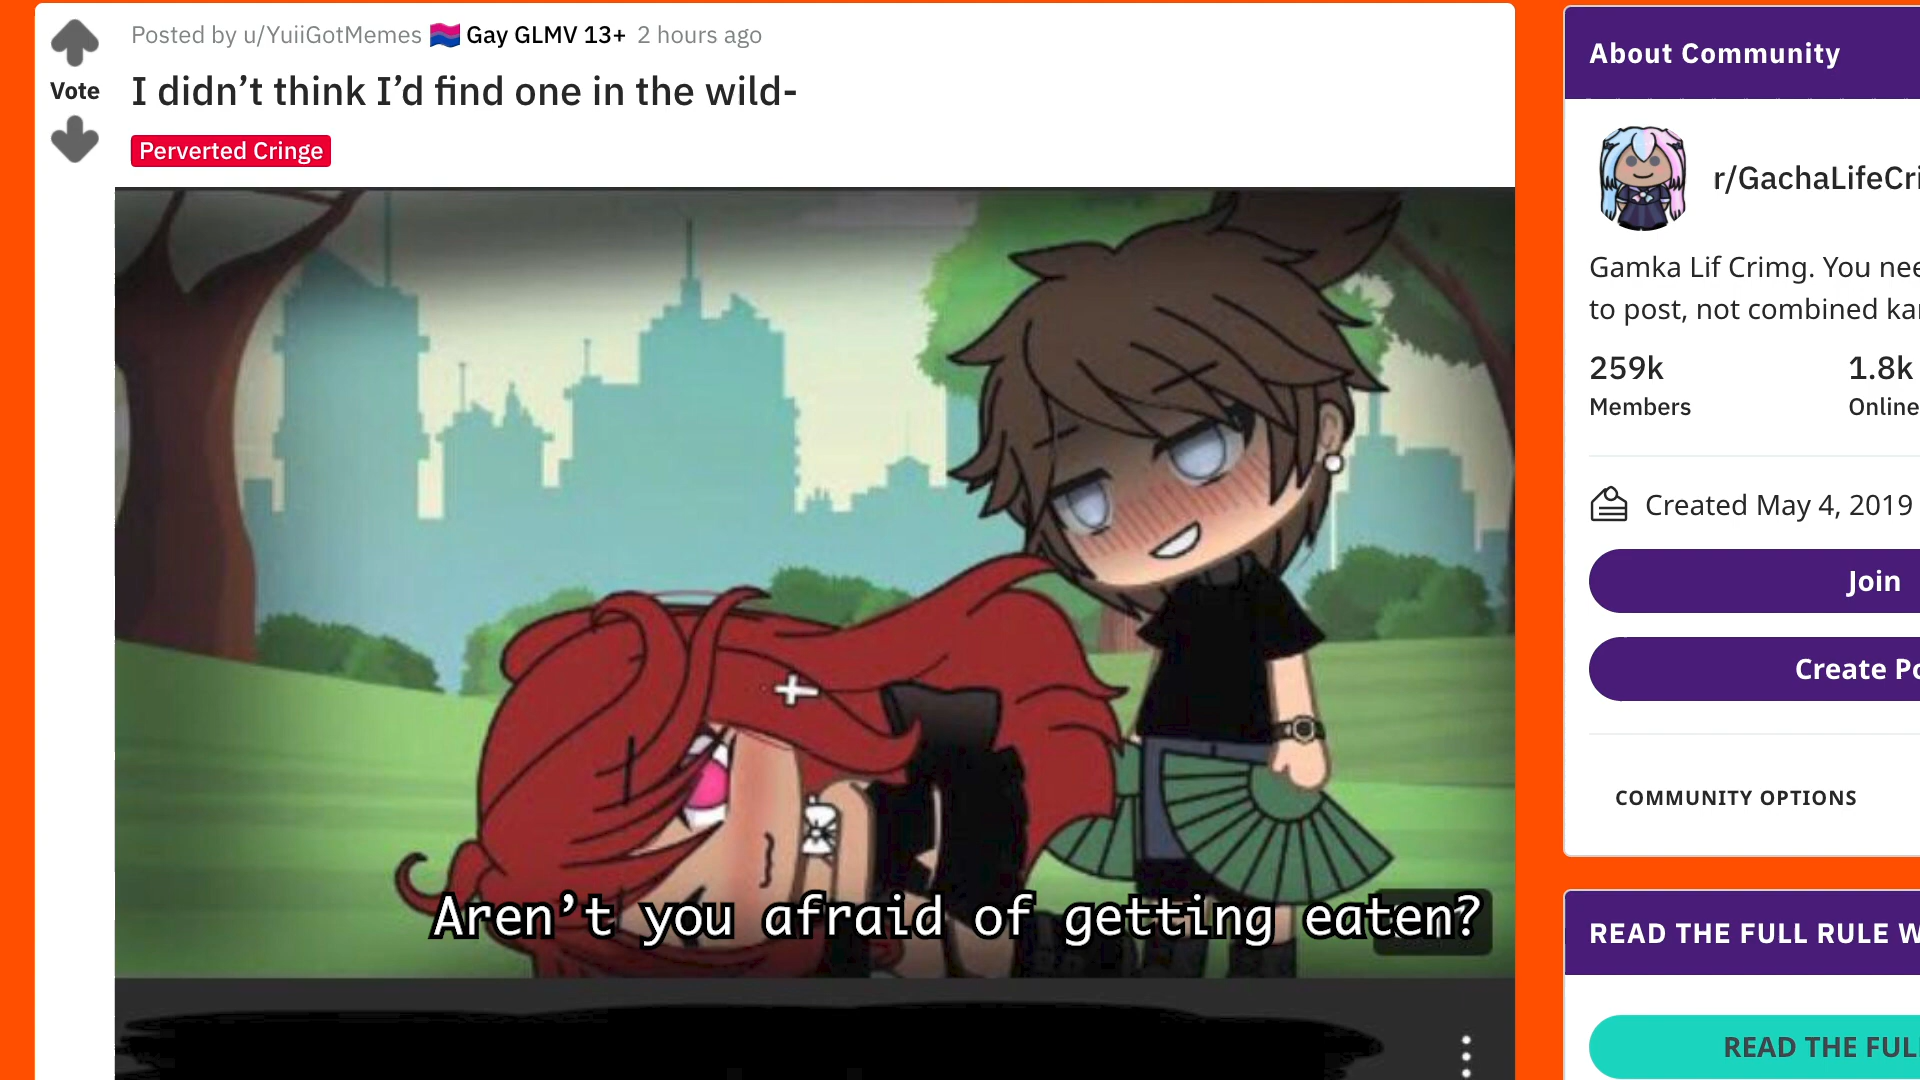 Posted by u/YuiiGotMemes Gay GLMV 13+ 2 hours ago
Vote
I didn’t think I’d find one in the wild-
Perverted Cringe
Aren’t you afraid of getting eaten?
About Community
r/GachaLifeCri
Gamka Lif Crimg. You nee
to post, not combined ka
259k
1.8k
Members
Online
Created May 4, 2019
Join
Create Po
COMMUNITY OPTIONS
READ THE FULL RULE W
READ THE FUL